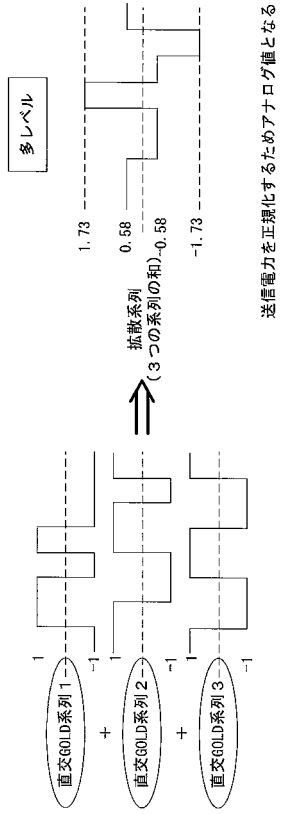 直交GOLD系列1
1
-1
+
直交GOLD系列2
1
-1
+
直交GOLD系列3
1
-1
拡散系列
(3つの系列の和)
多レベル
1.73
0.58
-0.58
-1.73
送信電力を正規化するためアナログ値となる